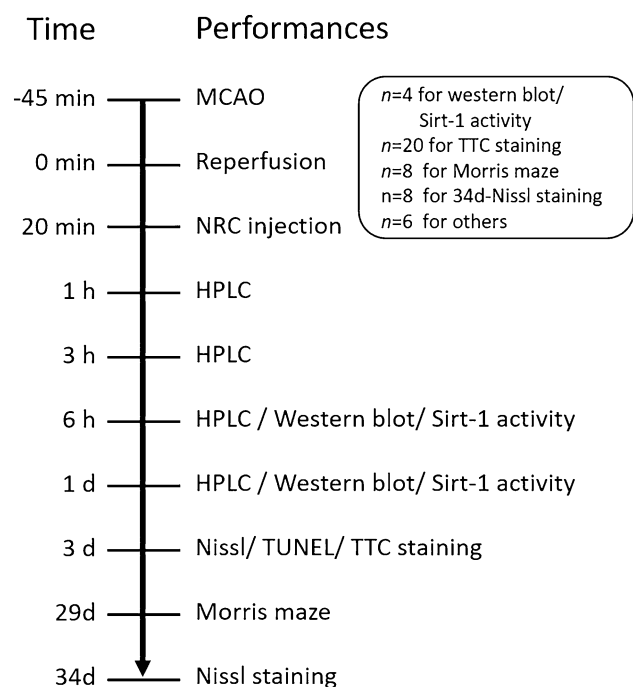 Time Performances
-45 min MCAO
0 min Reperfusion
20 min NRC injection
1 h HPLC
3 h HPLC
6 h HPLC / Western blot/ Sirt-1 activity
1 d HPLC / Western blot/ Sirt-1 activity
3 d Nissl/ TUNEL/ TTC staining
29d Morris maze
34d Nissl staining
n=4 for western blot/
Sirt-1 activity
n=20 for TTC staining
n=8 for Morris maze
n=8 for 34d-Nissl staining
n=6 for others